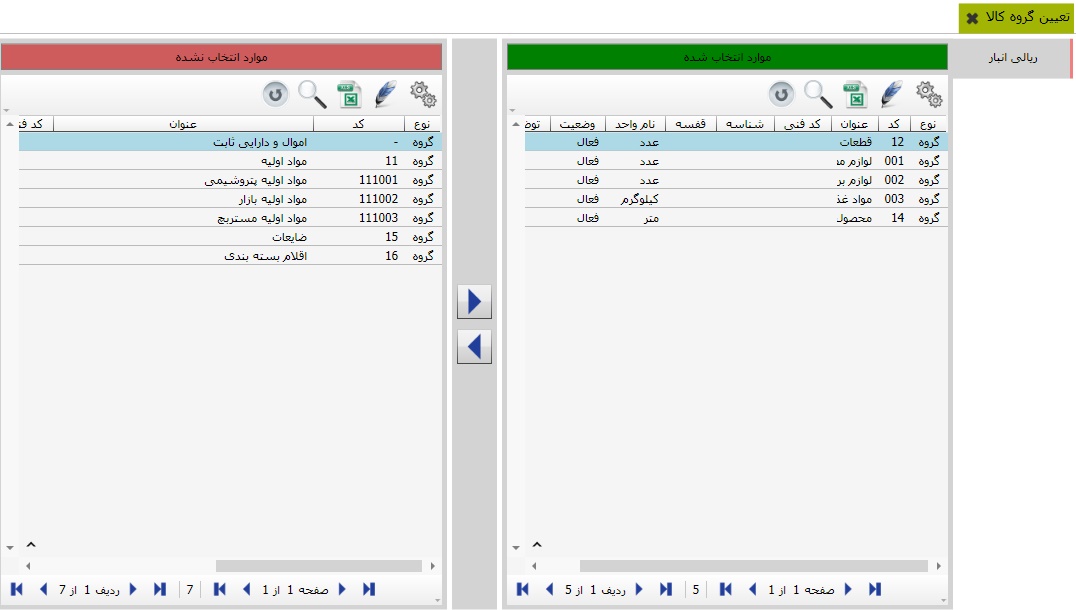 تعیین گروه کالا
ریالی انبار
موارد انتخاب شده
نوع کد عنوان کد فنی شناسه قفسه نام واحد وضعیت توض
گروه 12 قطعات عدد فعال
گروه 001 لوازم مه عدد فعال
گروه 002 لوازم بر عدد فعال
گروه 003 مواد غذ کیلوگرم فعال
گروه 14 محصول متر فعال
صفحه 1 از 1
5
ردیف 1 از 5
موارد انتخاب نشده
نوع کد عنوان کد فنی
گروه - اموال و دارایی ثابت
گروه 11 مواد اولیه
گروه 111001 مواد اولیه پتروشیمی
گروه 111002 مواد اولیه بازار
گروه 111003 مواد اولیه مستربچ
گروه 15 ضایعات
گروه 16 اقلام بسته بندی
صفحه 1 از 1
7
ردیف 1 از 7